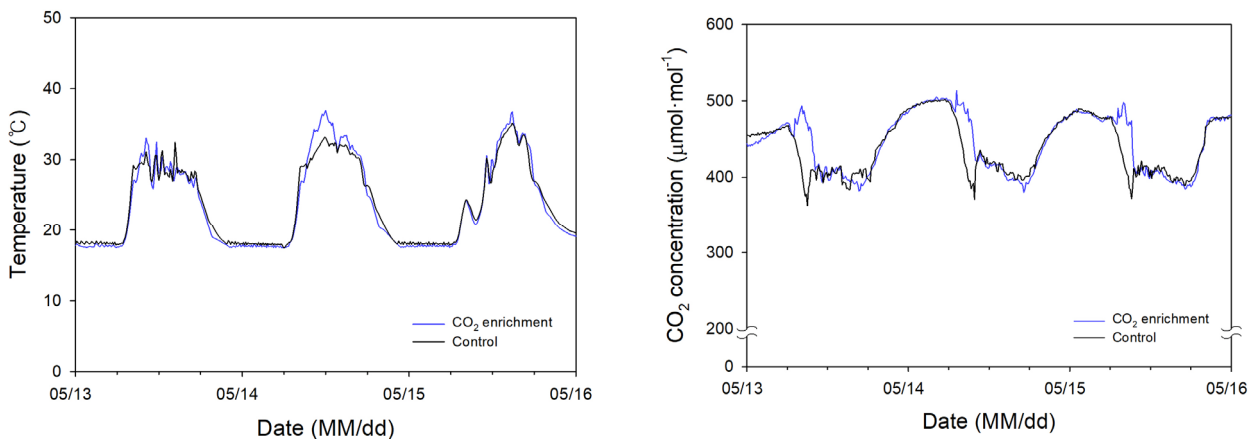 50
40
30
20
10
0
Temperature (℃)
CO₂ enrichment
Control
05/13
05/14
05/15
05/16
Date (MM/dd)
600
500
400
300
200
0
CO₂ concentration (μmol·mol⁻¹)
CO₂ enrichment
Control
05/13
05/14
05/15
05/16
Date (MM/dd)